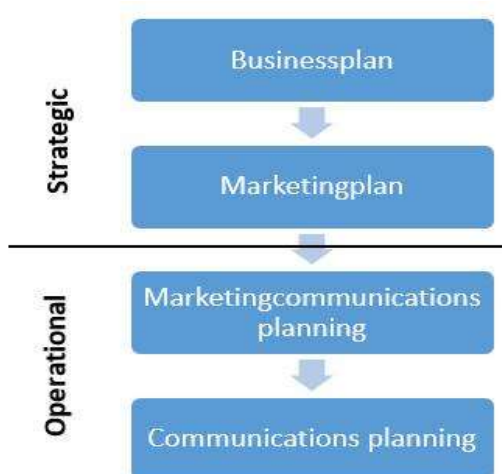 Strategic
Businessplan
Marketingplan
Operational
Marketingcommunications
planning
Communications planning